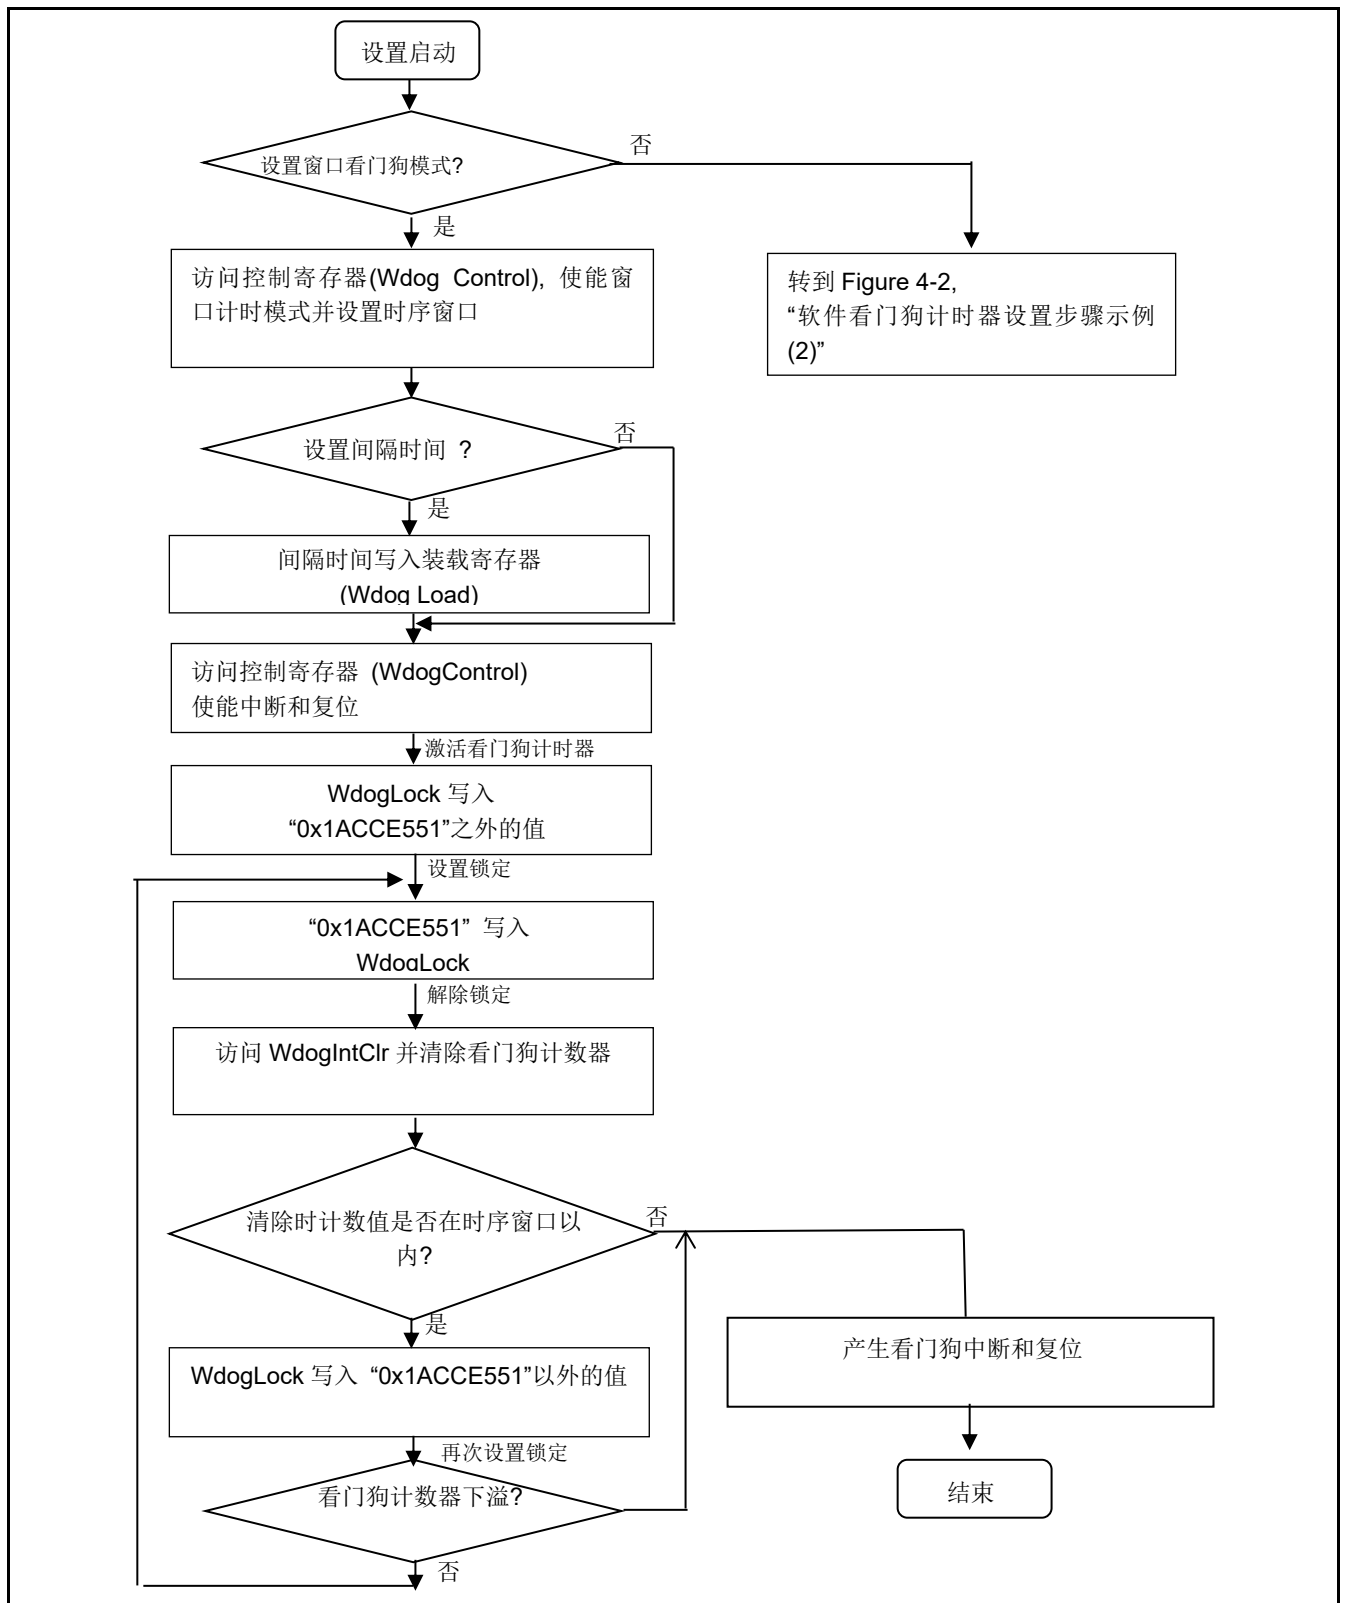 设置启动
否
设置窗口看门狗模式?
是
访问控制寄存器(Wdog Control), 使能窗
口计时模式并设置时序窗口
转到 Figure 4-2,
“软件看门狗计时器设置步骤示例
(2)”
否
设置间隔时间 ?
是
间隔时间写入装载寄存器
(Wdog Load)
访问控制寄存器 (WdogControl)
使能中断和复位
激活看门狗计时器
WdogLock 写入
“0x1ACCE551”之外的值
设置锁定
“0x1ACCE551” 写入
WdogLock
解除锁定
访问 WdogIntClr 并清除看门狗计数器
否
清除时计数值是否在时序窗口以
内?
是
产生看门狗中断和复位
WdogLock 写入 “0x1ACCE551”以外的值
再次设置锁定
看门狗计数器下溢?
结束
否